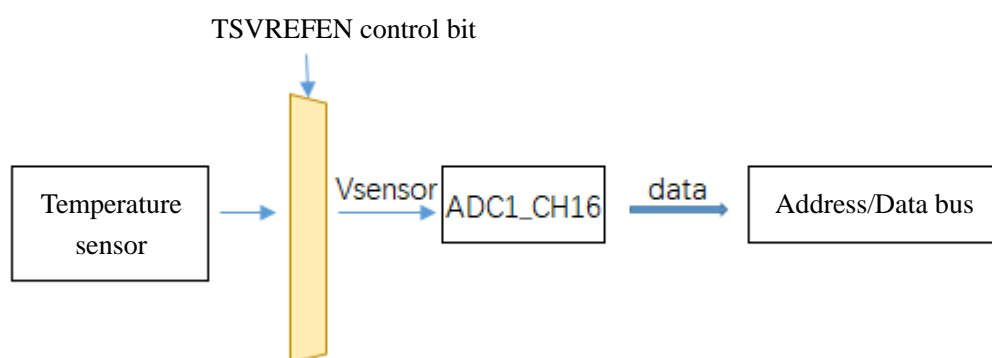 TSVREFEN control bit
Temperature
sensor
Vsensor
ADC1_CH16
data
Address/Data bus